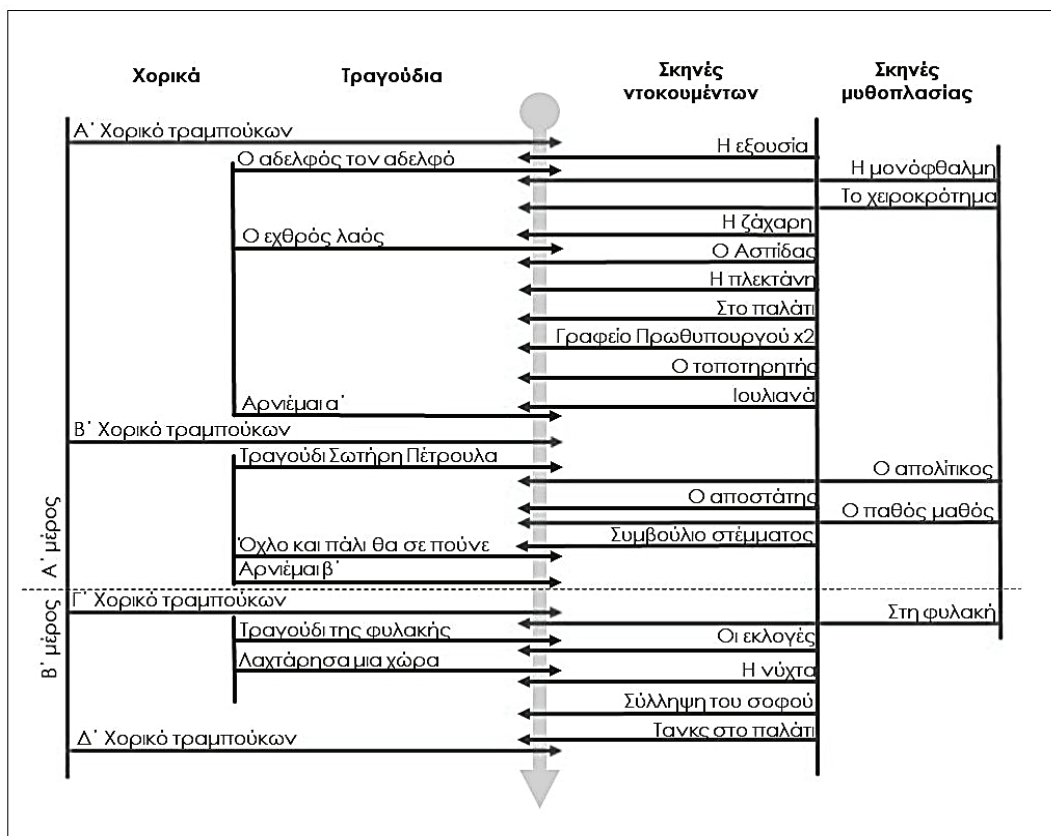 Χορικά
Τραγούδια
Σκηνές
ντοκουμέντων
Σκηνές
μυθοπλασίας
Α΄ Χορικό τραμπούκων
Η εξουσία
Ο αδελφός τον αδελφό
Η μονόφθαλμη
Το χειροκρότημα
Η ζάχαρη
Ο εχθρός λαός
Ο Ασπίδας
Η πλεκτάνη
Στο παλάτι
Γραφείο Πρωθυπουργού x2
Ο τοποτηρητής
Ιουλιανά
Αρνιέμαι α΄
Β΄ Χορικό τραμπούκων
Τραγούδι Σωτήρη Πέτρουλα
Ο απολίτικος
Ο αποστάτης
Ο παθός μαθός
Συμβούλιο στέμματος
Όχλο και πάλι θα σε πούνε
Αρνιέμαι β΄
Α΄ μέρος
Β΄ μέρος
Γ΄ Χορικό τραμπούκων
Στη φυλακή
Τραγούδι της φυλακής
Οι εκλογές
Λαχτάρησα μια χώρα
Η νύχτα
Σύλληψη του σοφού
Τανκς στο παλάτι
Δ΄ Χορικό τραμπούκων